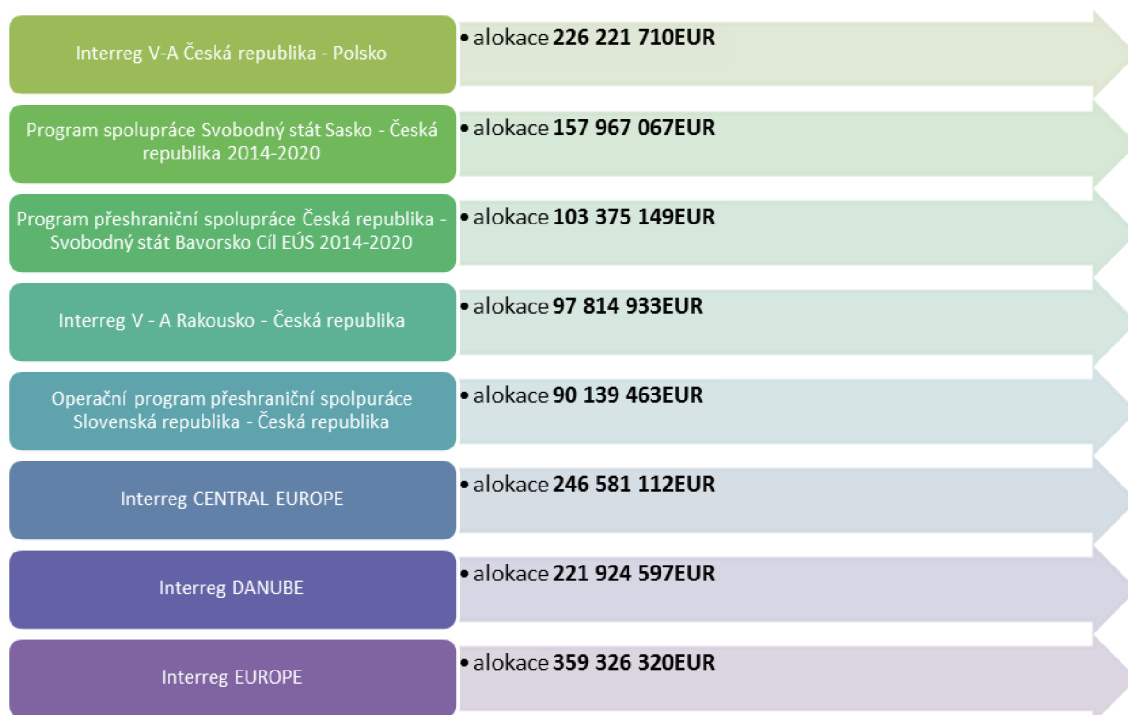 Interreg V-A Česká republika - Polsko
• alokace 226 221 710EUR
Program spolupráce Svobodný stát Sasko - Česká
republika 2014-2020
• alokace 157 967 067EUR
Program přeshraniční spolupráce Česká republika -
Svobodný stát Bavorsko Cíl EÚS 2014-2020
• alokace 103 375 149EUR
Interreg V - A Rakousko - Česká republika
• alokace 97 814 933EUR
Operační program přeshraniční spolpuráce
Slovenská republika - Česká republika
• alokace 90 139 463EUR
Interreg CENTRAL EUROPE
• alokace 246 581 112EUR
Interreg DANUBE
• alokace 221 924 597EUR
Interreg EUROPE
• alokace 359 326 320EUR